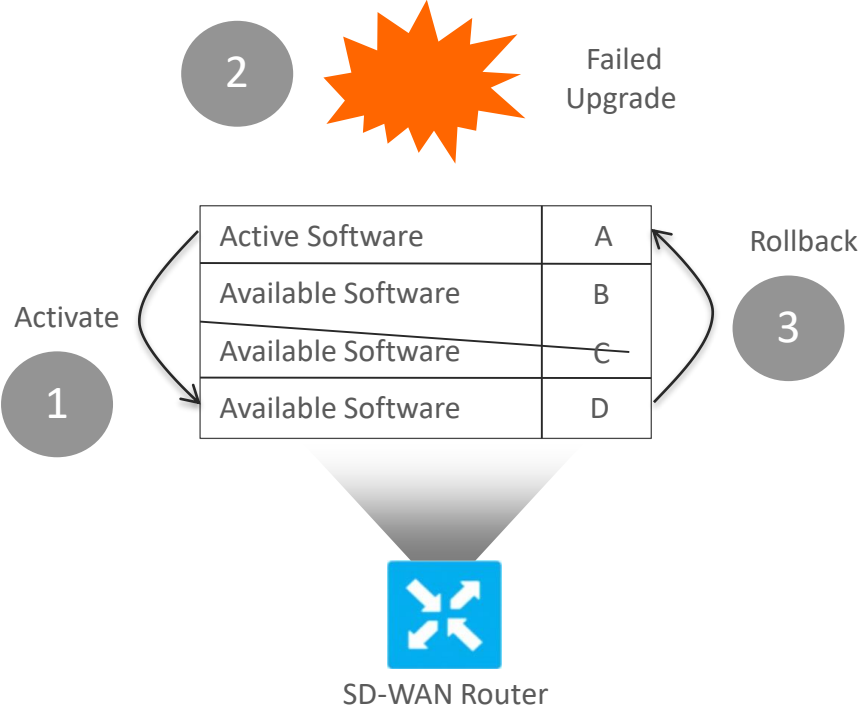 2
Failed
Upgrade
Active Software A
Rollback
Available Software B
Activate
3
Available Software C
1
Available Software D
SD-WAN Router